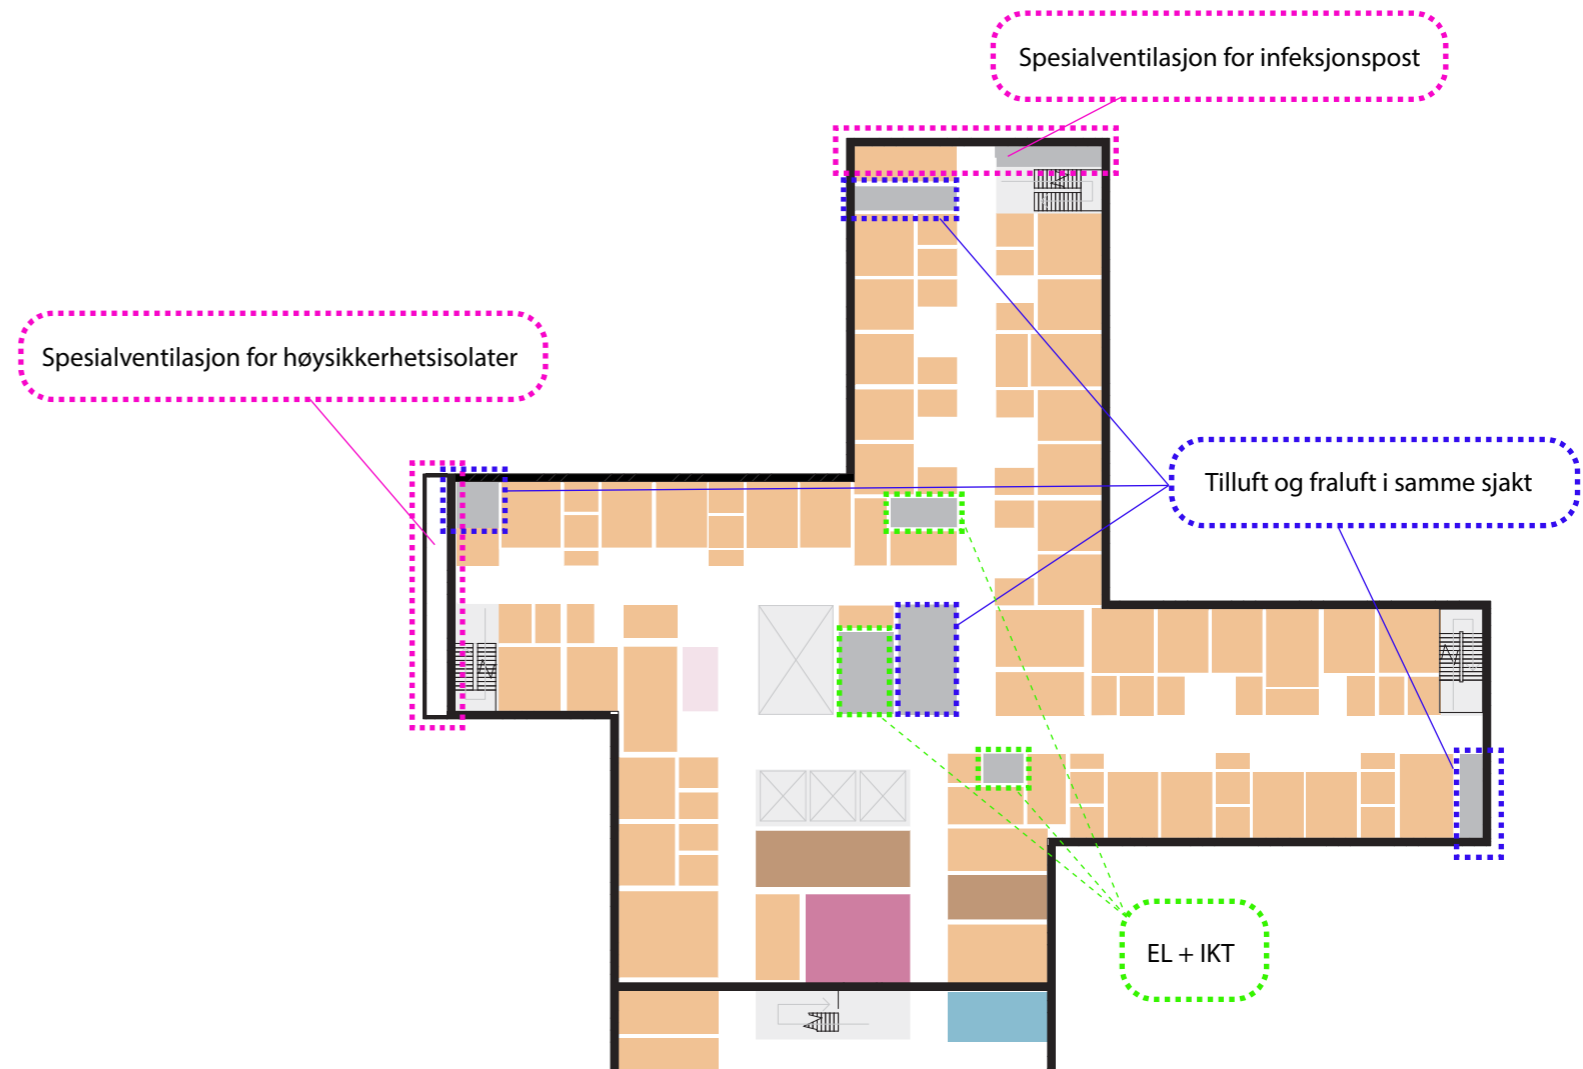 Spesialventilasjon for infeksjonspost
Spesialventilasjon for høysikkerhetsisolater
Tilluft og fraluft i samme sjakt
EL + IKT